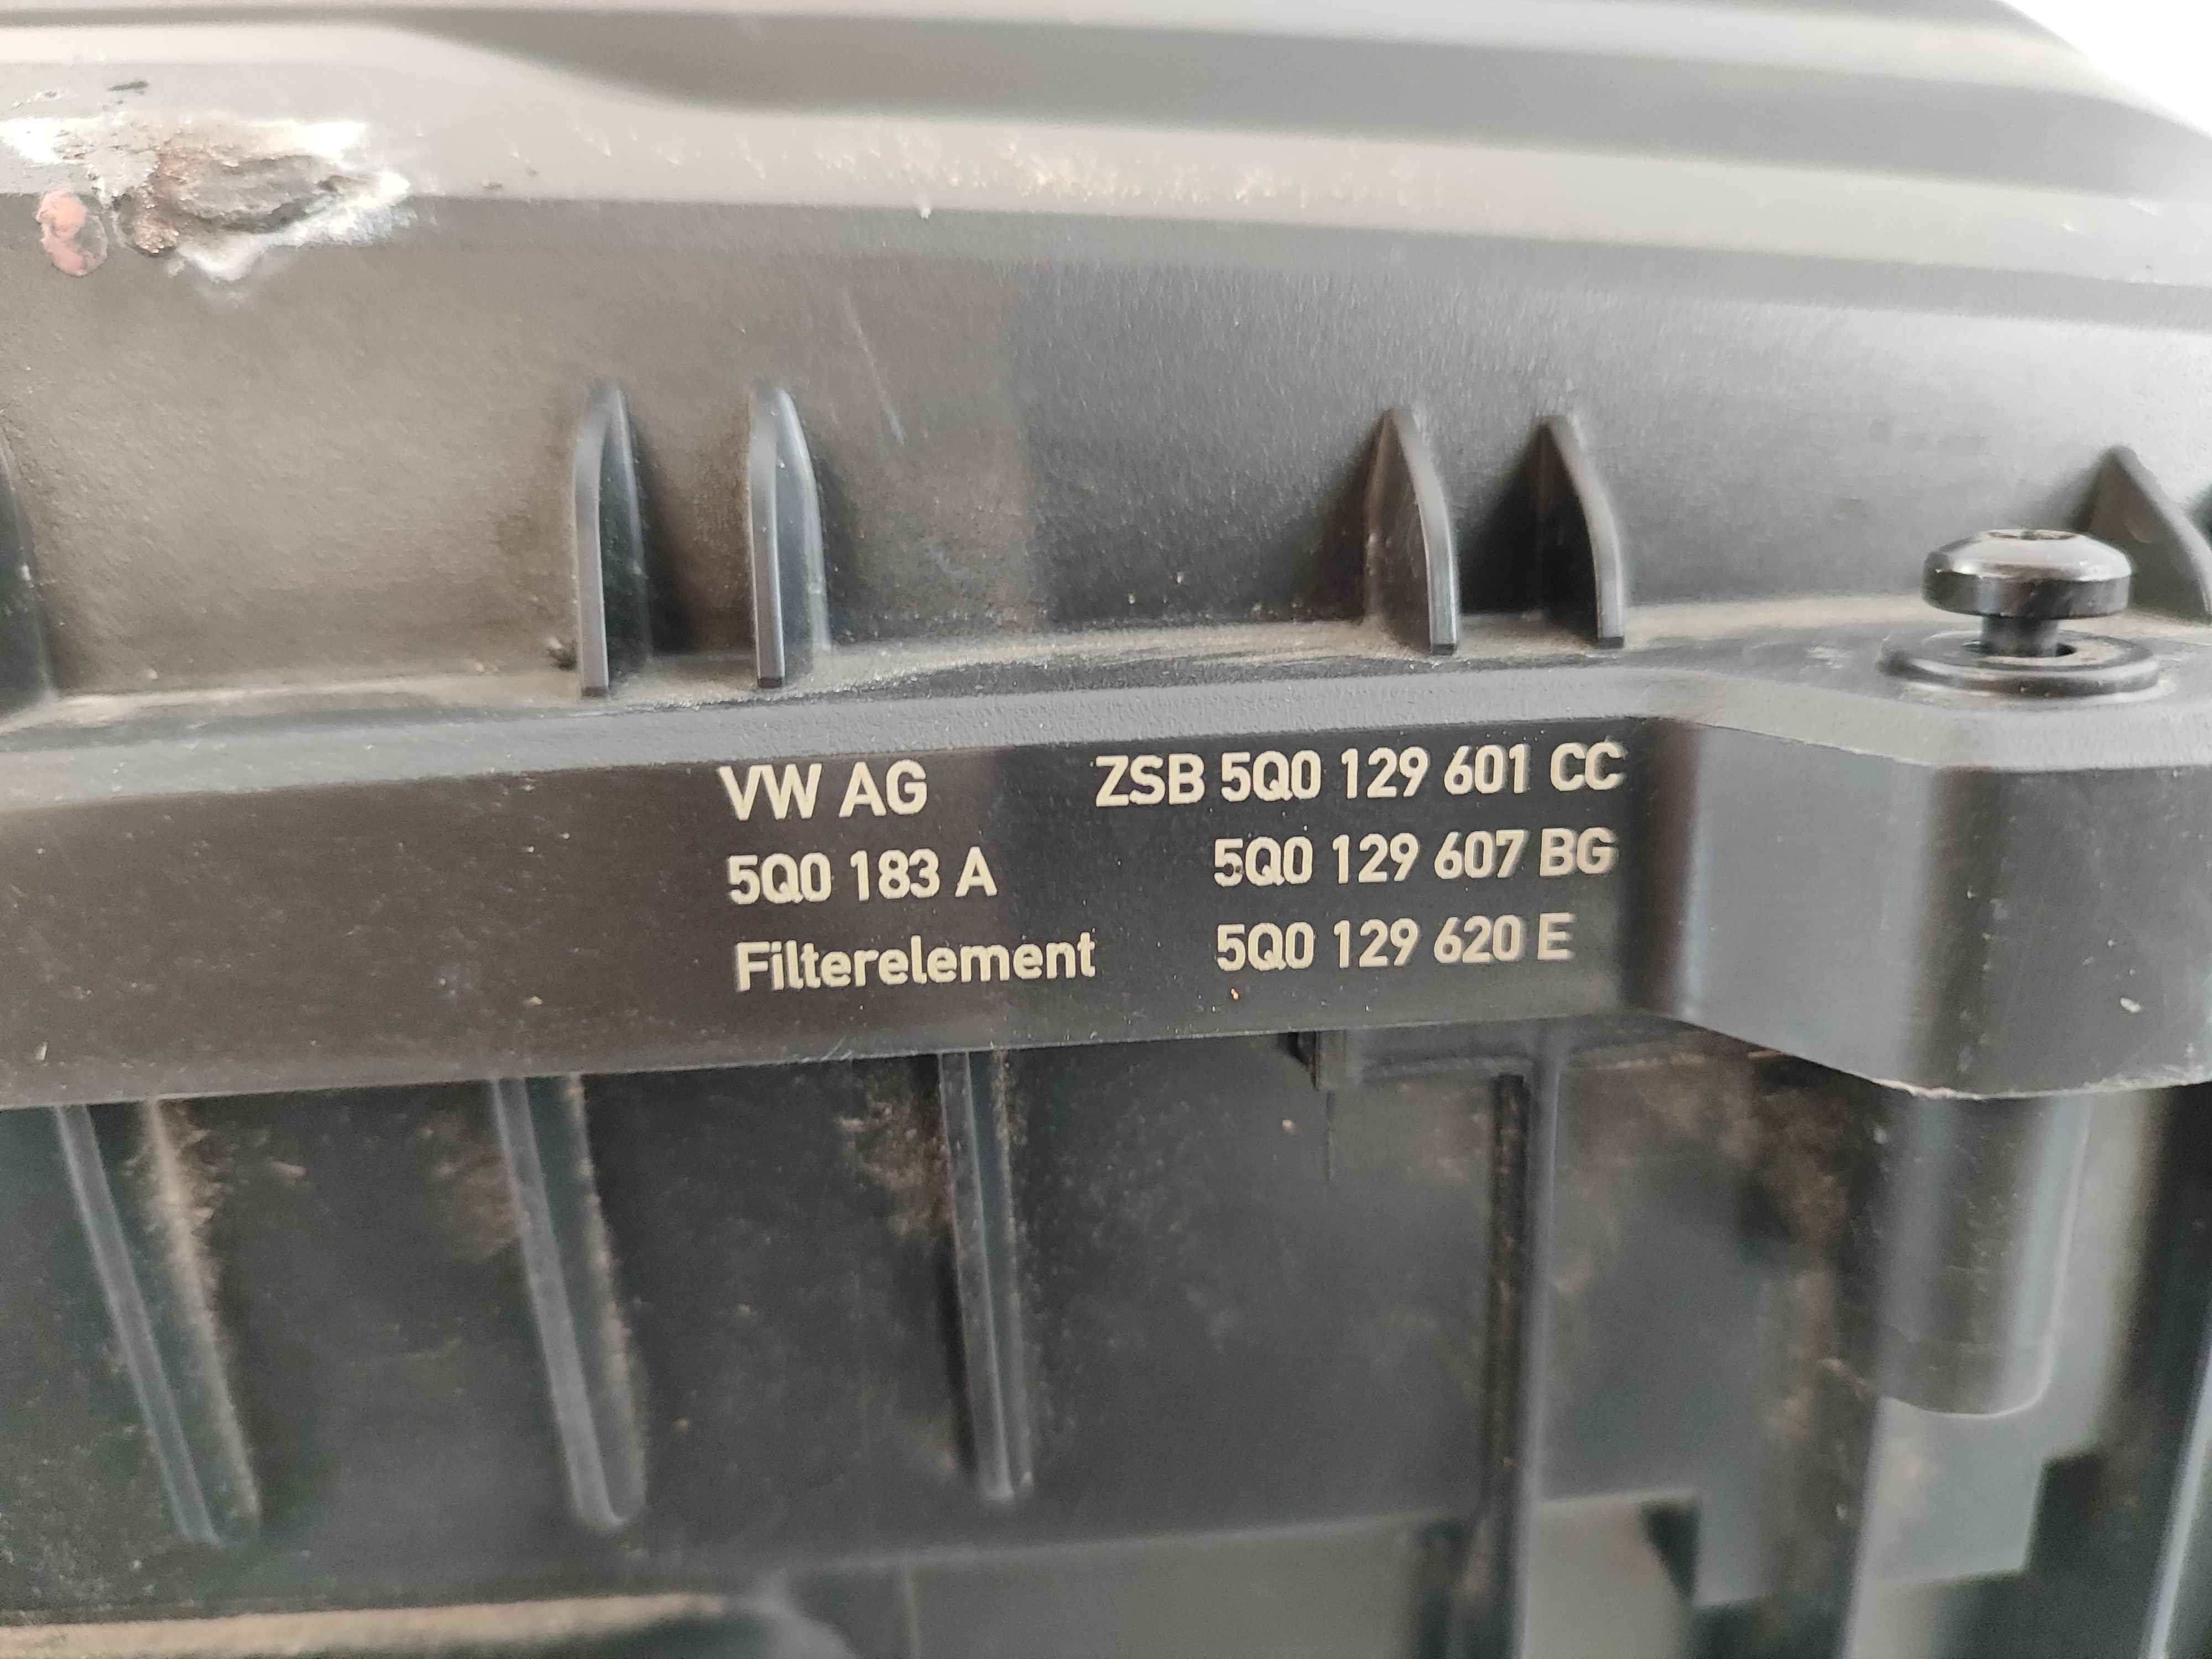 VW AG ZSB 5Q0 129 601 CC
5Q0 183 A 5Q0 129 607 BG
Filterelement 5Q0 129 620 E